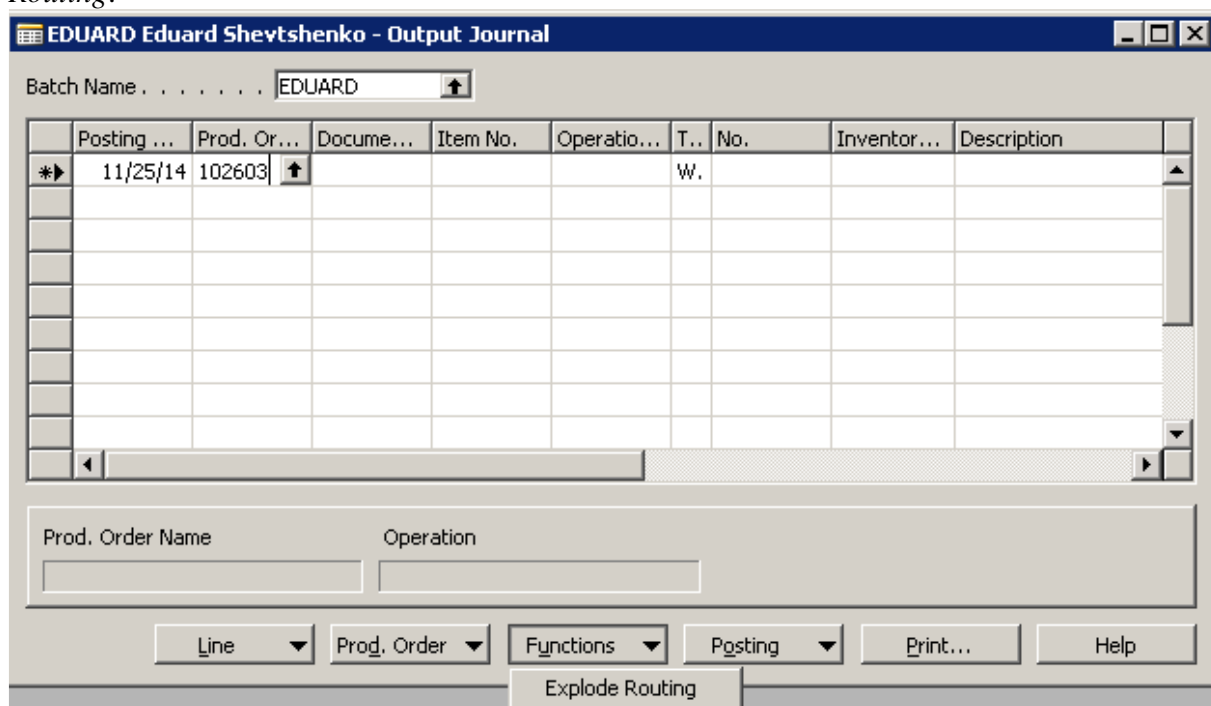 Routing.
EDUARD Eduard Shevtshenko - Output Journal
Batch Name . . . . . . . EDUARD
Posting ... Prod. Or... Docume... Item No. Operatio... T.. No. Inventor... Description
11/25/14 102603 W.
Prod. Order Name Operation
Line Prod. Order Functions Posting Print... Help
Explode Routing